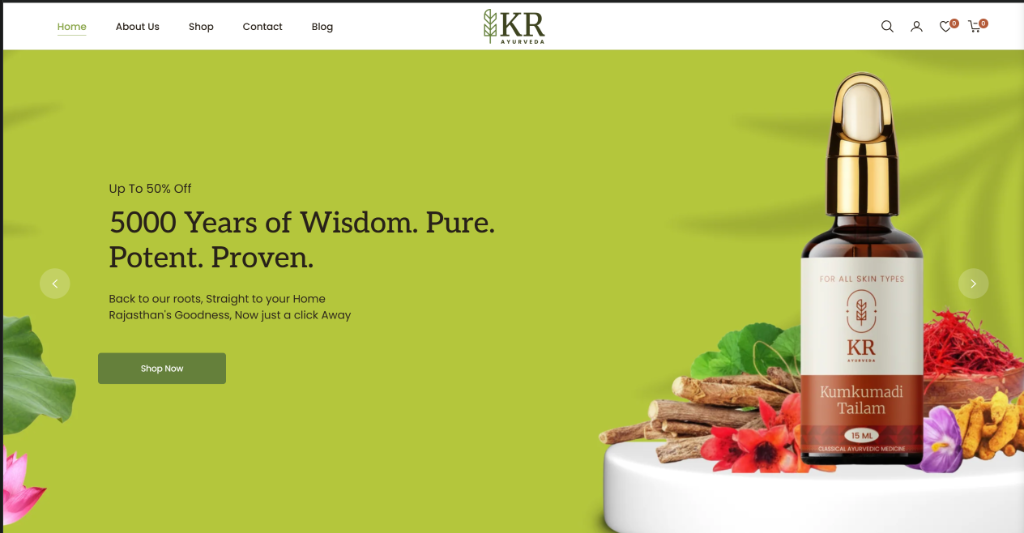 Home
About Us
Shop
Contact
Blog
KR
AYURVEDA
0
0
Up To 50% Off
5000 Years of Wisdom. Pure.
Potent. Proven.
Back to our roots, Straight to your Home
Rajasthan's Goodness, Now just a click Away
Shop Now
FOR ALL SKIN TYPES
KR
AYURVEDA
Kumkumadi
Tailam
15 ML
CLASSICAL AYURVEDIC MEDICINE